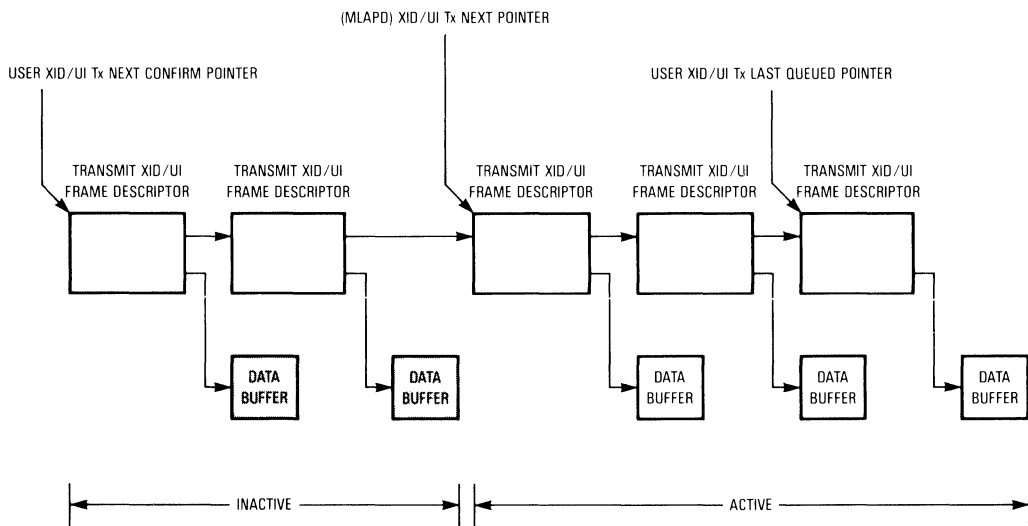 (MLAPD) XID/UI Tx NEXT POINTER
USER XID/UI Tx NEXT CONFIRM POINTER
USER XID/UI Tx LAST QUEUED POINTER
TRANSMIT XID/UI
FRAME DESCRIPTOR
TRANSMIT XID/UI
FRAME DESCRIPTOR
TRANSMIT XID/UI
FRAME DESCRIPTOR
TRANSMIT XID/UI
FRAME DESCRIPTOR
TRANSMIT XID/UI
FRAME DESCRIPTOR
DATA
BUFFER
DATA
BUFFER
DATA
BUFFER
DATA
BUFFER
DATA
BUFFER
INACTIVE
ACTIVE